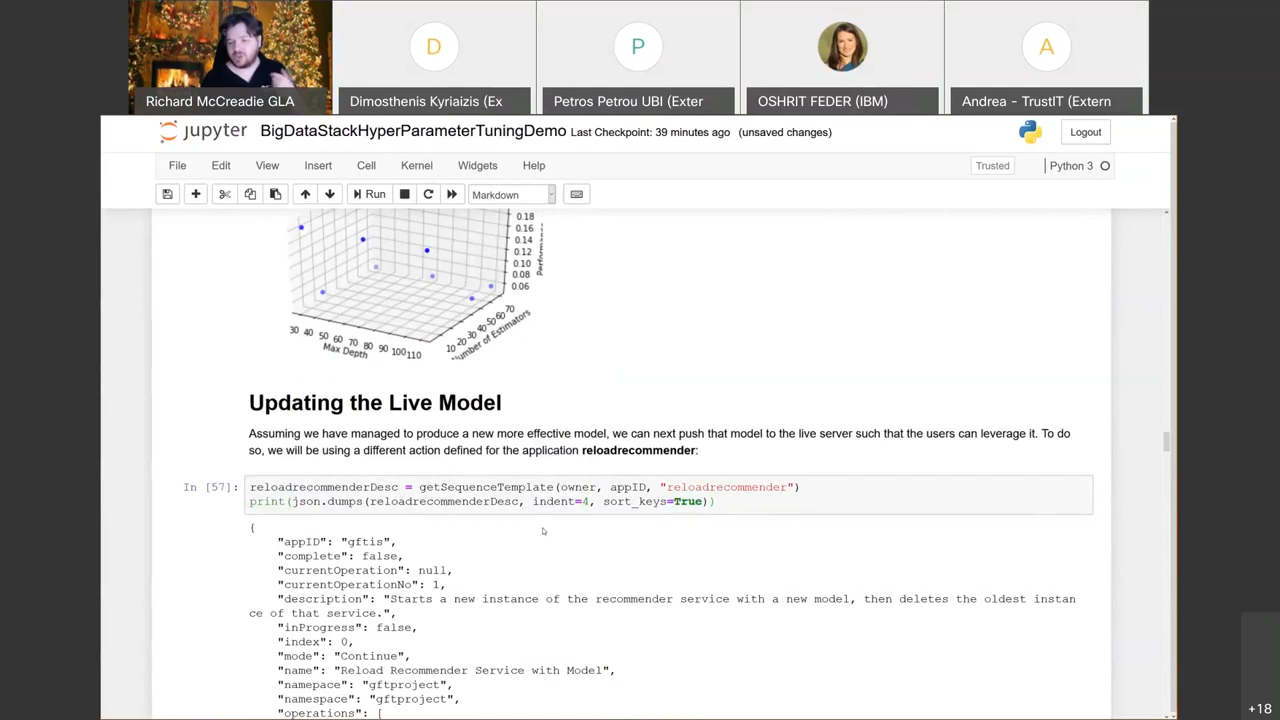 D
P
A
Richard McCreadie GLA
Dimosthenis Kyriaizis (Ex
Petros Petrou UBI (Exter
OSHRIT FEDER (IBM)
Andrea - TrustIT (Extern
jupyter BigDataStackHyperParameterTuningDemo Last Checkpoint: 39 minutes ago (unsaved changes)
Logout
File Edit View Insert Cell Kernel Widgets Help
Trusted Python 3
Run Markdown
0.18
0.16
0.14
0.12
0.10
0.08
0.06
Performanc
30 40 50 60 70 80 90 100 110
Max Depth
10 20 30 40 50 60 70
Number of Estimators
Updating the Live Model
Assuming we have managed to produce a new more effective model, we can next push that model to the live server such that the users can leverage it. To do
so, we will be using a different action defined for the application reloadrecommender:
In [57]: reloadrecommenderDesc = getSequenceTemplate(owner, appID, "reloadrecommender")
print(json.dumps(reloadrecommenderDesc, indent=4, sort_keys=True))
{
"appID": "gftis",
"complete": false,
"currentOperation": null,
"currentOperationNo": 1,
"description": "Starts a new instance of the recommender service with a new model, then deletes the oldest instan
ce of that service.",
"inProgress": false,
"index": 0,
"mode": "Continue",
"name": "Reload Recommender Service with Model",
"namepace": "gftproject",
"namespace": "gftproject",
"operations": [
+18